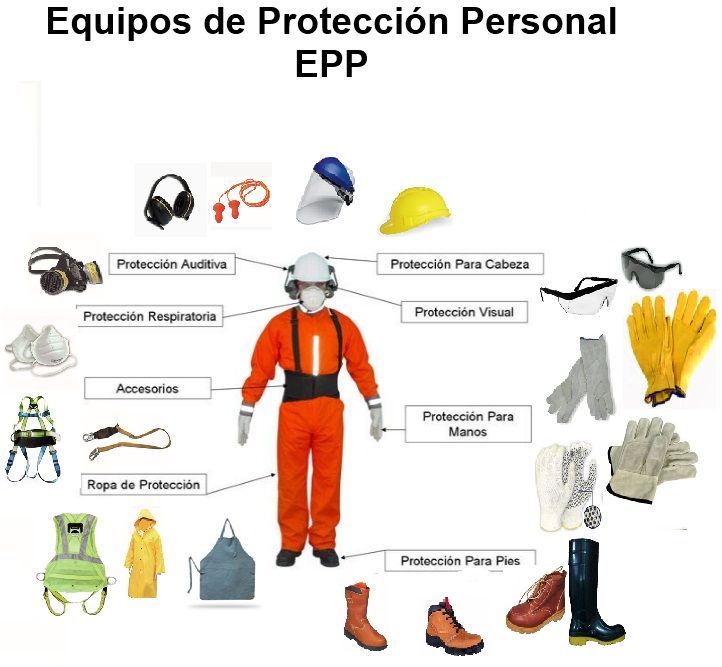 Equipos de Protección Personal
EPP
Protección Auditiva
Protección Para Cabeza
Protección Respiratoria
Protección Visual
Accesorios
Protección Para
Manos
Ropa de Protección
Protección Para Pies